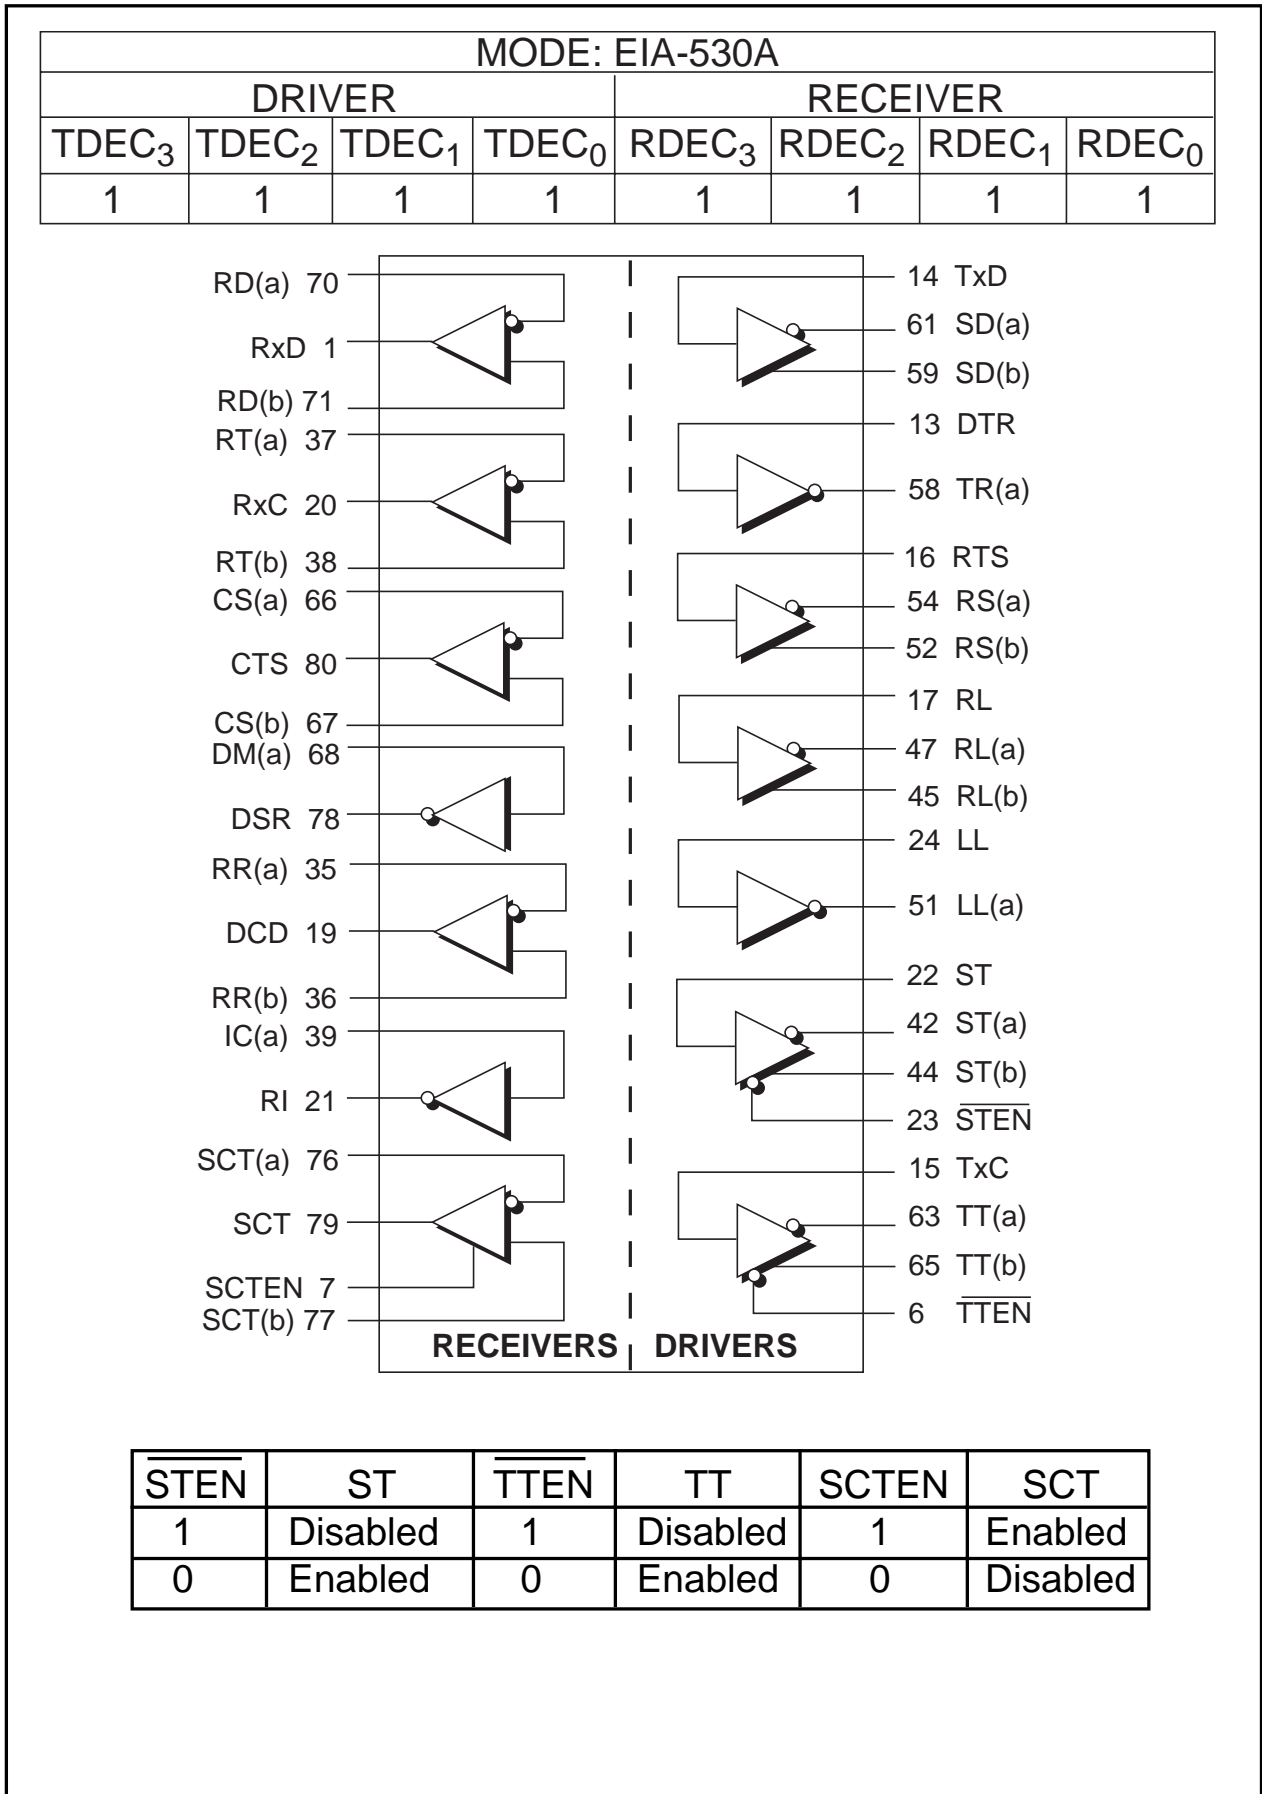 MODE: EIA-530A
DRIVER RECEIVER
TDEC3 TDEC2 TDEC1 TDEC0 RDEC3 RDEC2 RDEC1 RDEC0
1 1 1 1 1 1 1 1
RD(a) 70
RxD 1
RD(b) 71
RT(a) 37
RxC 20
RT(b) 38
CS(a) 66
CTS 80
CS(b) 67
DM(a) 68
DSR 78
RR(a) 35
DCD 19
RR(b) 36
IC(a) 39
RI 21
SCT(a) 76
SCT 79
SCTEN 7
SCT(b) 77
14 TxD
61 SD(a)
59 SD(b)
13 DTR
58 TR(a)
16 RTS
54 RS(a)
52 RS(b)
17 RL
47 RL(a)
45 RL(b)
24 LL
51 LL(a)
22 ST
42 ST(a)
44 ST(b)
23 S̅T̅E̅N̅
15 TxC
63 TT(a)
65 TT(b)
6 T̅T̅E̅N̅
RECEIVERS DRIVERS
S̅T̅E̅N̅ ST T̅T̅E̅N̅ TT SCTEN SCT
1 Disabled 1 Disabled 1 Enabled
0 Enabled 0 Enabled 0 Disabled